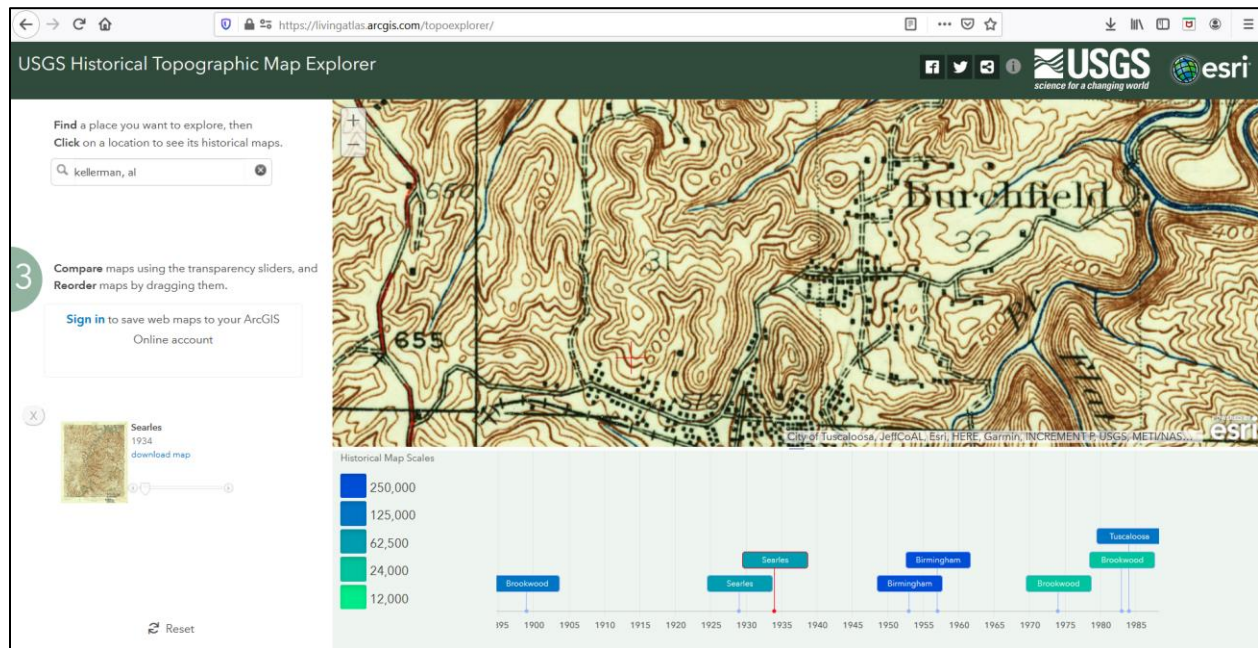 https://livingatlas.arcgis.com/topoexplorer/
USGS Historical Topographic Map Explorer
USGS
science for a changing world
esri
Find a place you want to explore, then
Click on a location to see its historical maps.
kellerman, al
3
Compare maps using the transparency sliders, and
Reorder maps by dragging them.
Sign in to save web maps to your ArcGIS
Online account
X
Searles
1934
download map
Reset
+
−
650
Burchfield
32
31
655
City of Tuscaloosa, JeffCoAL, Esri, HERE, Garmin, INCREMENT P, USGS, METI/NAS...
esri
Historical Map Scales
250,000
125,000
62,500
24,000
12,000
Tuscaloosa
Searles
Birmingham
Brookwood
Brookwood
Searles
Birmingham
Brookwood
1900 1905 1910 1915 1920 1925 1930 1935 1940 1945 1950 1955 1960 1965 1970 1975 1980 1985